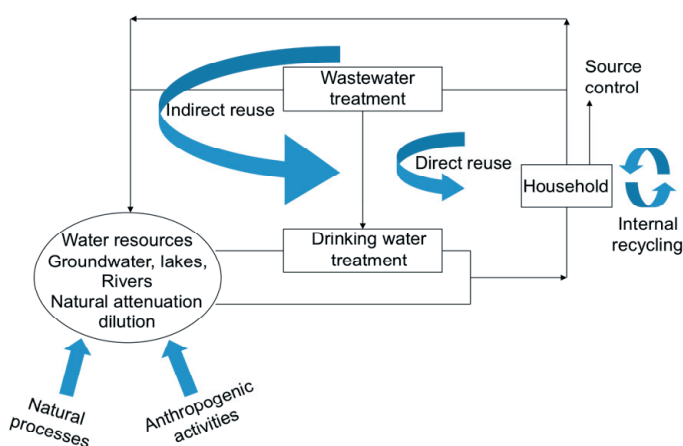 Wastewater
treatment
Source
control
Indirect reuse
Direct reuse
Household
Internal
recycling
Water resources
Groundwater, lakes,
Rivers
Natural attenuation
dilution
Drinking water
treatment
Natural
processes
Anthropogenic
activities